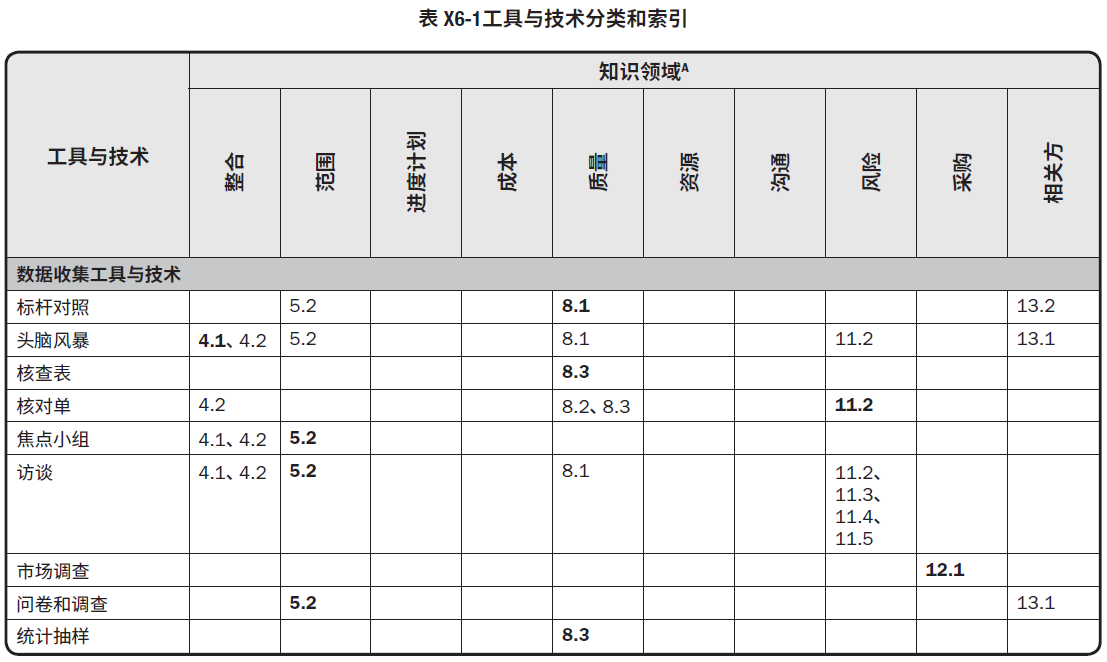 表 X6-1工具与技术分类和索引
工具与技术
知识领域A
整合
范围
进度计划
成本
质量
资源
沟通
风险
采购
相关方
数据收集工具与技术
标杆对照 5.2 8.1 13.2
头脑风暴 4.1、4.2 5.2 8.1 11.2 13.1
核查表 8.3
核对单 4.2 8.2、8.3 11.2
焦点小组 4.1、4.2 5.2
访谈 4.1、4.2 5.2 8.1 11.2、
11.3、
11.4、
11.5
市场调查 12.1
问卷和调查 5.2 13.1
统计抽样 8.3